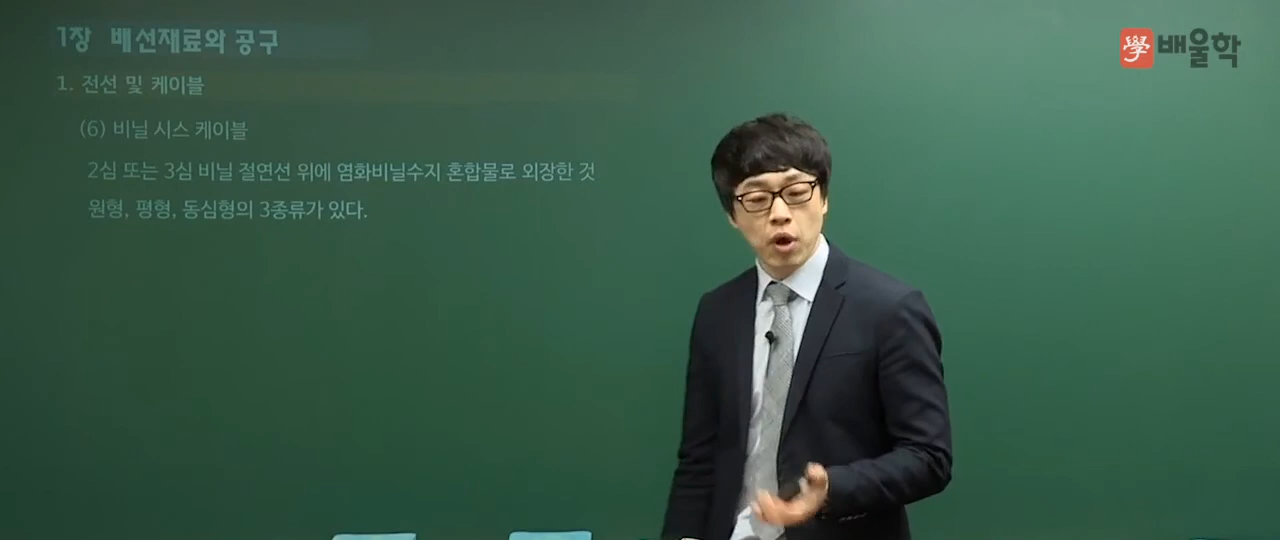 1장 배선재료와 공구
1. 전선 및 케이블
(6) 비닐 시스 케이블
2심 또는 3심 비닐 절연선 위에 염화비닐수지 혼합물로 외장한 것
원형, 평형, 동심형의 3종류가 있다.
學 배울학